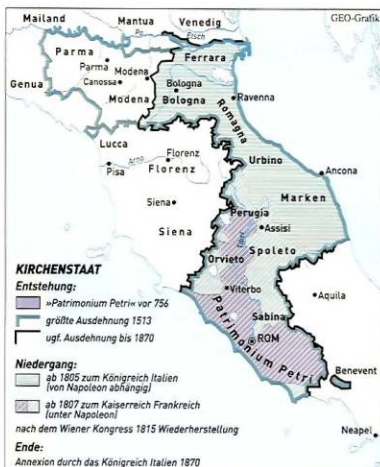 GEO-Grafik
Mailand
Mantua
Venedig
Po
Etsch
Parma
Parma
Canossa
Modena
Modena
Genua
Ferrara
Bologna
Bologna
Ravenna
Romagna
Lucca
Arno
Florenz
Florenz
Pisa
Urbino
Ancona
Marken
Siena
Siena
Perugia
Assisi
Tiber
Spoleto
Orvieto
Viterbo
Aquila
Sabina
ROM
Patrimonium Petri
Benevent
Neapel
KIRCHENSTAAT
Entstehung:
»Patrimonium Petri« vor 756
größte Ausdehnung 1513
ugf. Ausdehnung bis 1870
Niedergang:
ab 1805 zum Königreich Italien
(von Napoleon abhängig)
ab 1807 zum Kaiserreich Frankreich
(unter Napoleon)
nach dem Wiener Kongress 1815 Wiederherstellung
Ende:
Annexion durch das Königreich Italien 1870